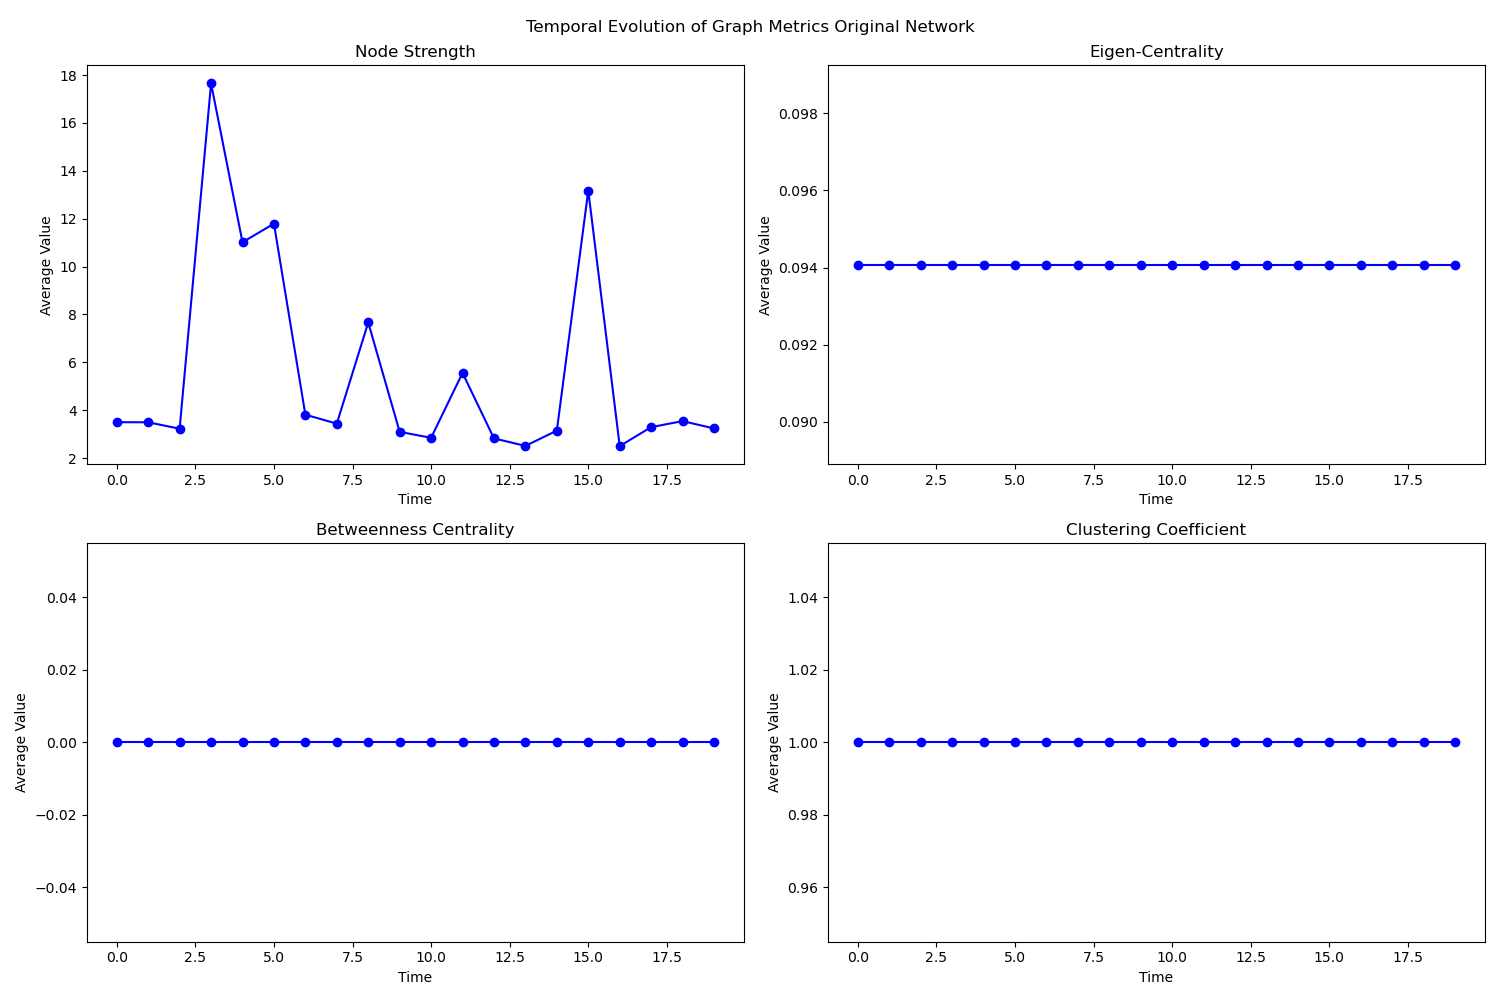 Temporal Evolution of Graph Metrics Original Network
Node Strength
18
16
14
12
10
8
6
4
2
Average Value
0.0 2.5 5.0 7.5 10.0 12.5 15.0 17.5
Time
Eigen-Centrality
0.098
0.096
0.094
0.092
0.090
Average Value
0.0 2.5 5.0 7.5 10.0 12.5 15.0 17.5
Time
Betweenness Centrality
0.04
0.02
0.00
−0.02
−0.04
Average Value
0.0 2.5 5.0 7.5 10.0 12.5 15.0 17.5
Time
Clustering Coefficient
1.04
1.02
1.00
0.98
0.96
Average Value
0.0 2.5 5.0 7.5 10.0 12.5 15.0 17.5
Time